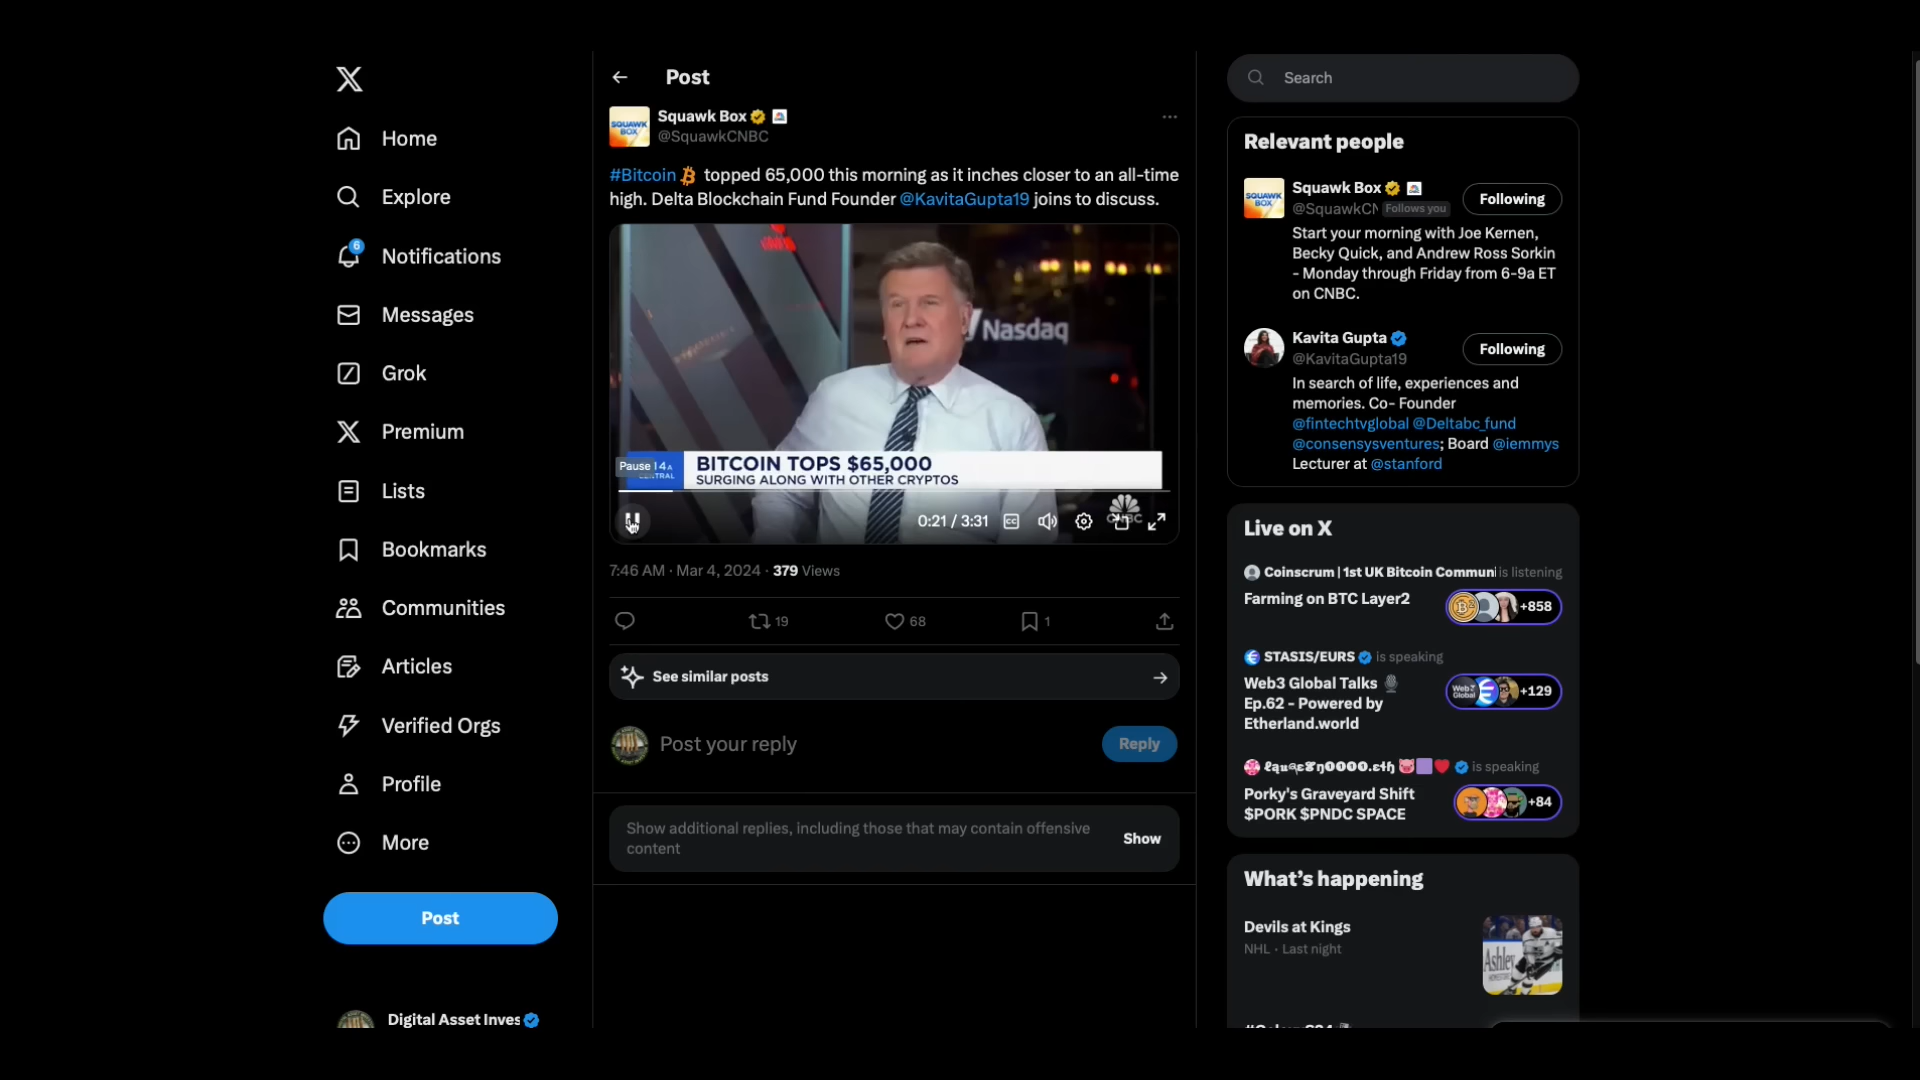 Home
Explore
6
Notifications
Messages
Grok
Premium
Lists
Bookmarks
Communities
Articles
Verified Orgs
Profile
More
Post
Digital Asset Inves
Post
Squawk Box
@SquawkCNBC
#Bitcoin topped 65,000 this morning as it inches closer to an all-time
high. Delta Blockchain Fund Founder @KavitaGupta19 joins to discuss.
Nasdaq
Pause
BITCOIN TOPS $65,000
SURGING ALONG WITH OTHER CRYPTOS
0:21 / 3:31
7:46 AM · Mar 4, 2024 · 379 Views
19 68 1
See similar posts
Post your reply
Reply
Show additional replies, including those that may contain offensive
content
Show
Search
Relevant people
SQUAWK BOX
Squawk Box
@SquawkCN Follows you
Following
Start your morning with Joe Kernen,
Becky Quick, and Andrew Ross Sorkin
- Monday through Friday from 6-9a ET
on CNBC.
Kavita Gupta
@KavitaGupta19
Following
In search of life, experiences and
memories. Co- Founder
@fintechtvglobal @Deltabc_fund
@consensysventures; Board @iemmys
Lecturer at @stanford
Live on X
Coinscrum | 1st UK Bitcoin Commun is listening
Farming on BTC Layer2
+858
STASIS/EURS is speaking
Web3 Global Talks
Ep.62 - Powered by
Etherland.world
+129
is speaking
Porky's Graveyard Shift
$PORK $PNDC SPACE
+84
What's happening
Devils at Kings
NHL · Last night
Ashley